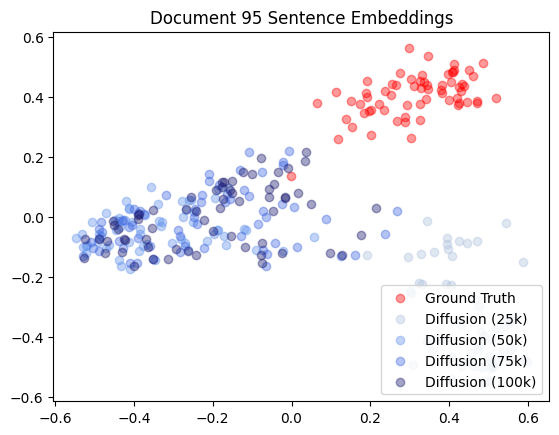 Document 95 Sentence Embeddings
0.6
0.4
0.2
0.0
−0.2
−0.4
−0.6
Ground Truth
Diffusion (25k)
Diffusion (50k)
Diffusion (75k)
Diffusion (100k)
−0.6 −0.4 −0.2 0.0 0.2 0.4 0.6